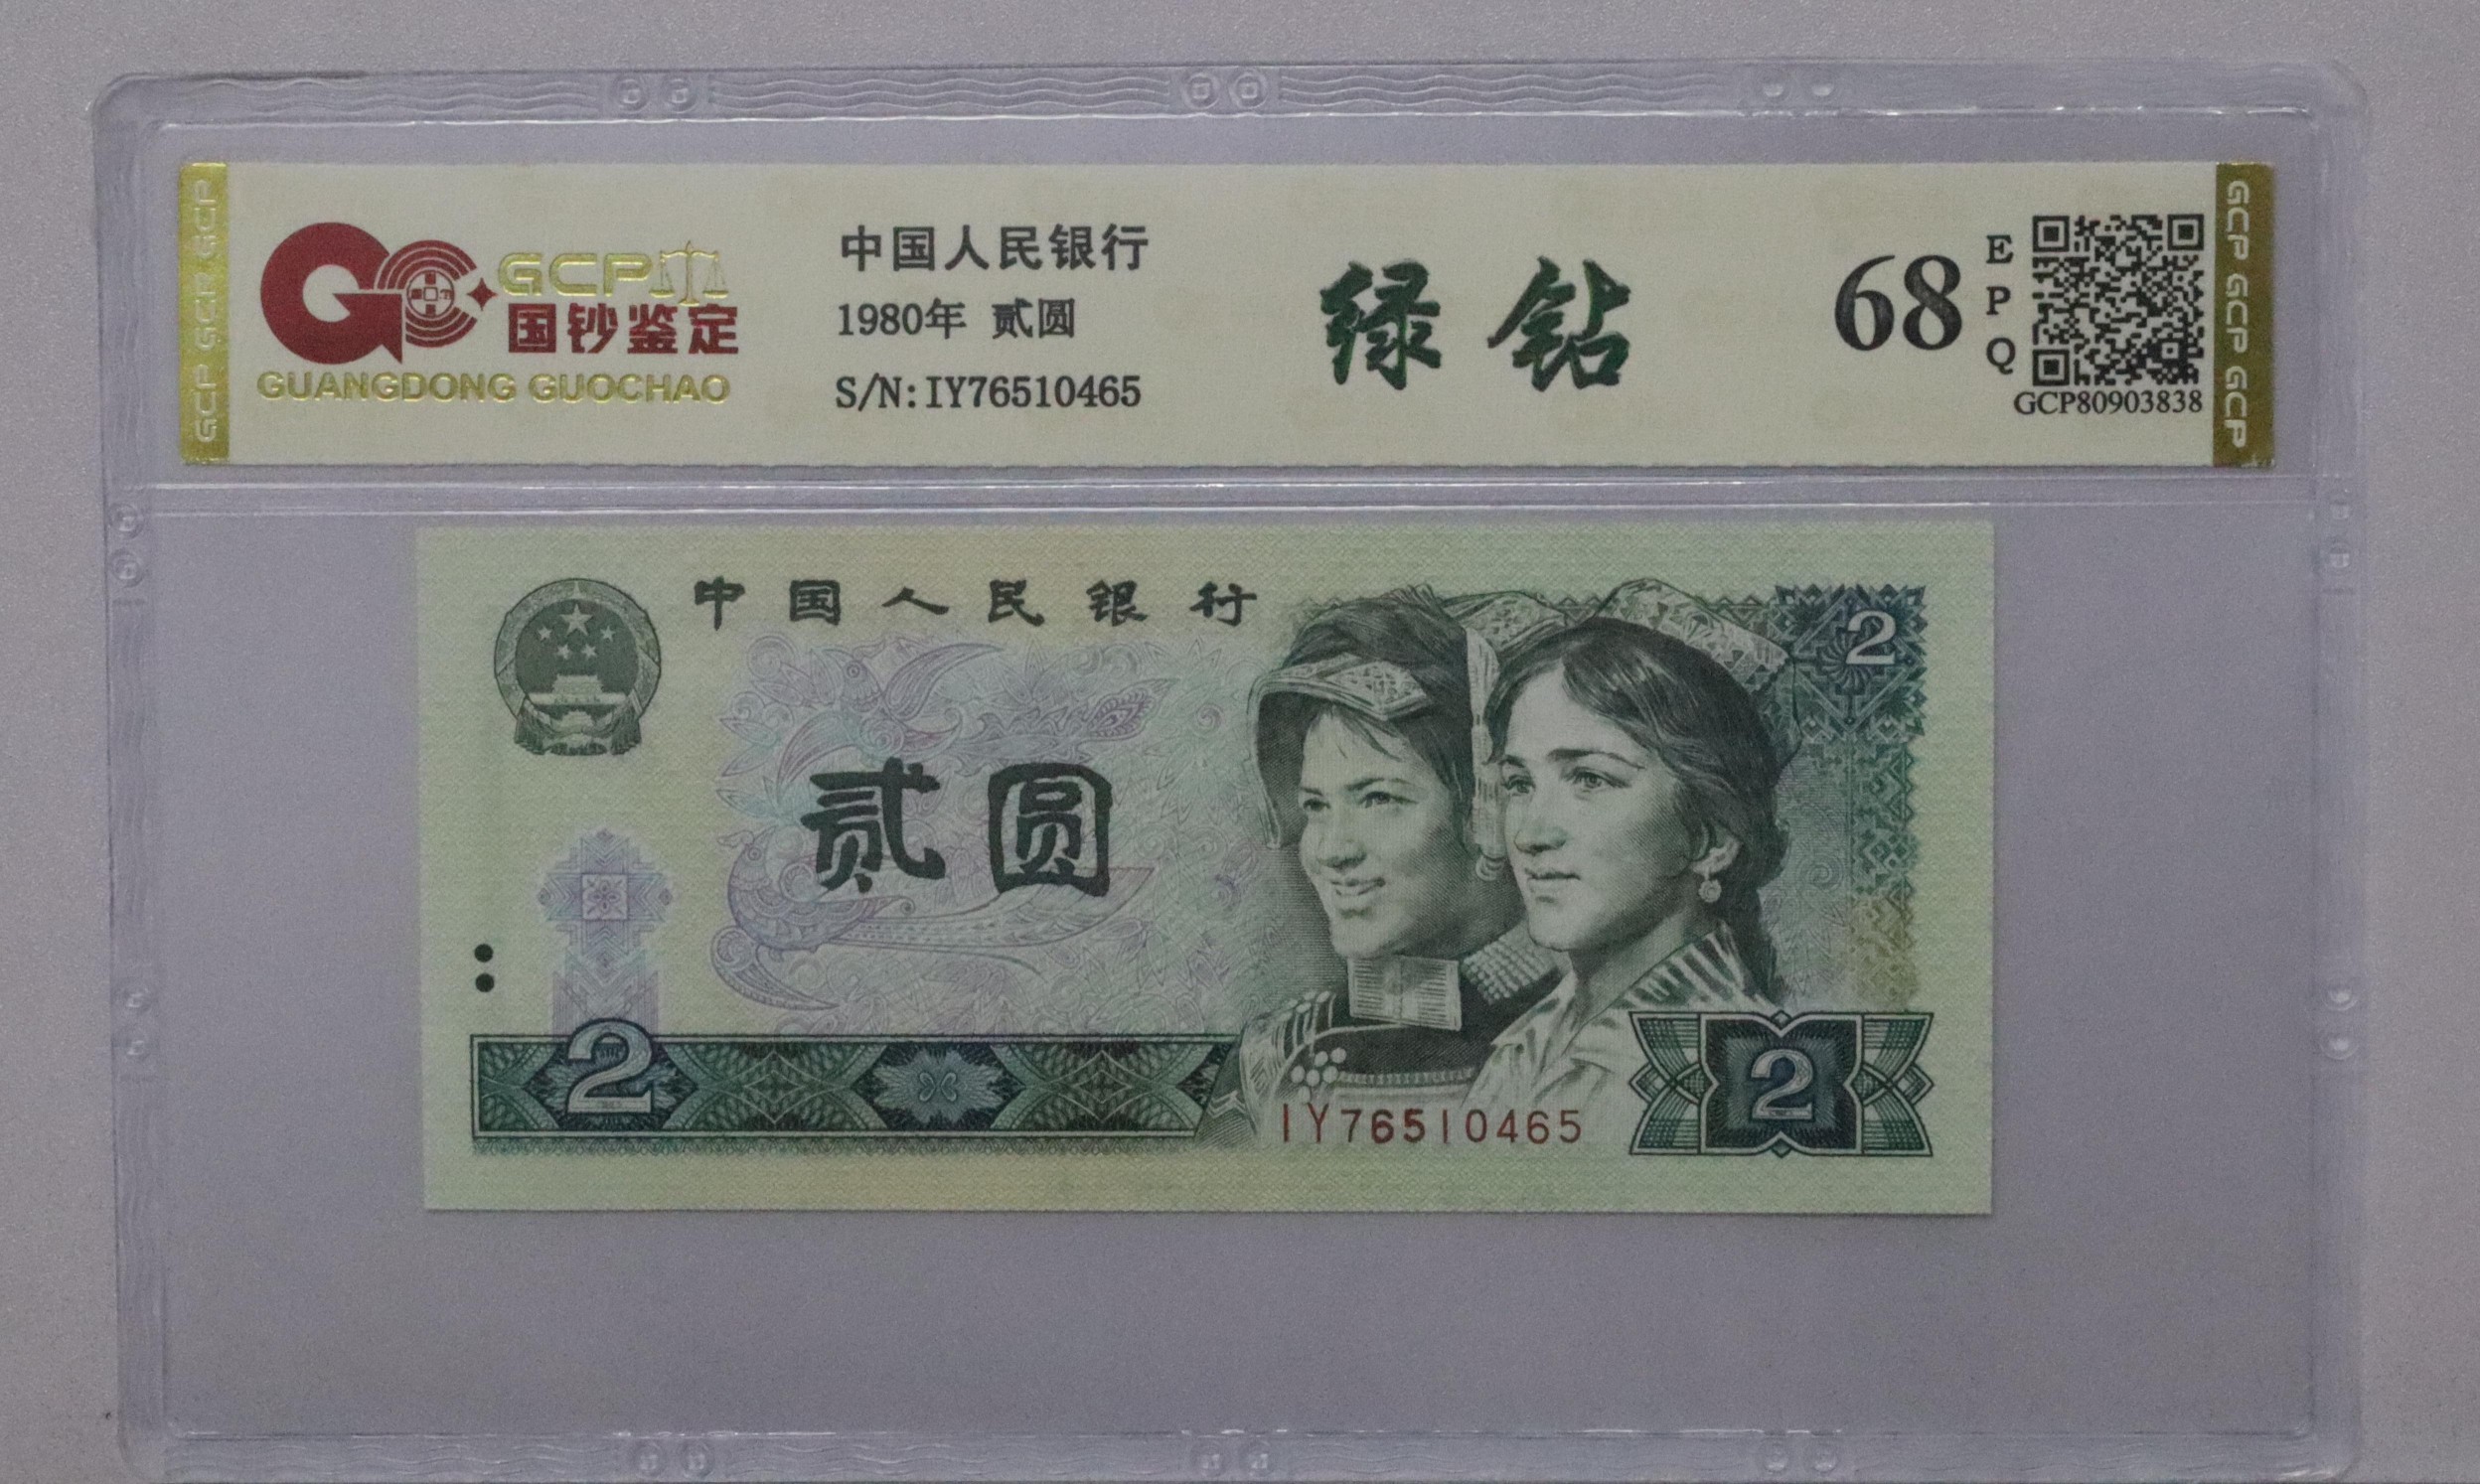 GCP GCP GCP
GCP
国钞鉴定
GUANGDONG GUOCHAO
中国人民银行
1980年 贰圆
S/N:IY76510465
绿钻
68
E
P
Q
GCP80903838
GCP GCP GCP GCP
中国人民银行
2
贰圆
2
IY76510465
2